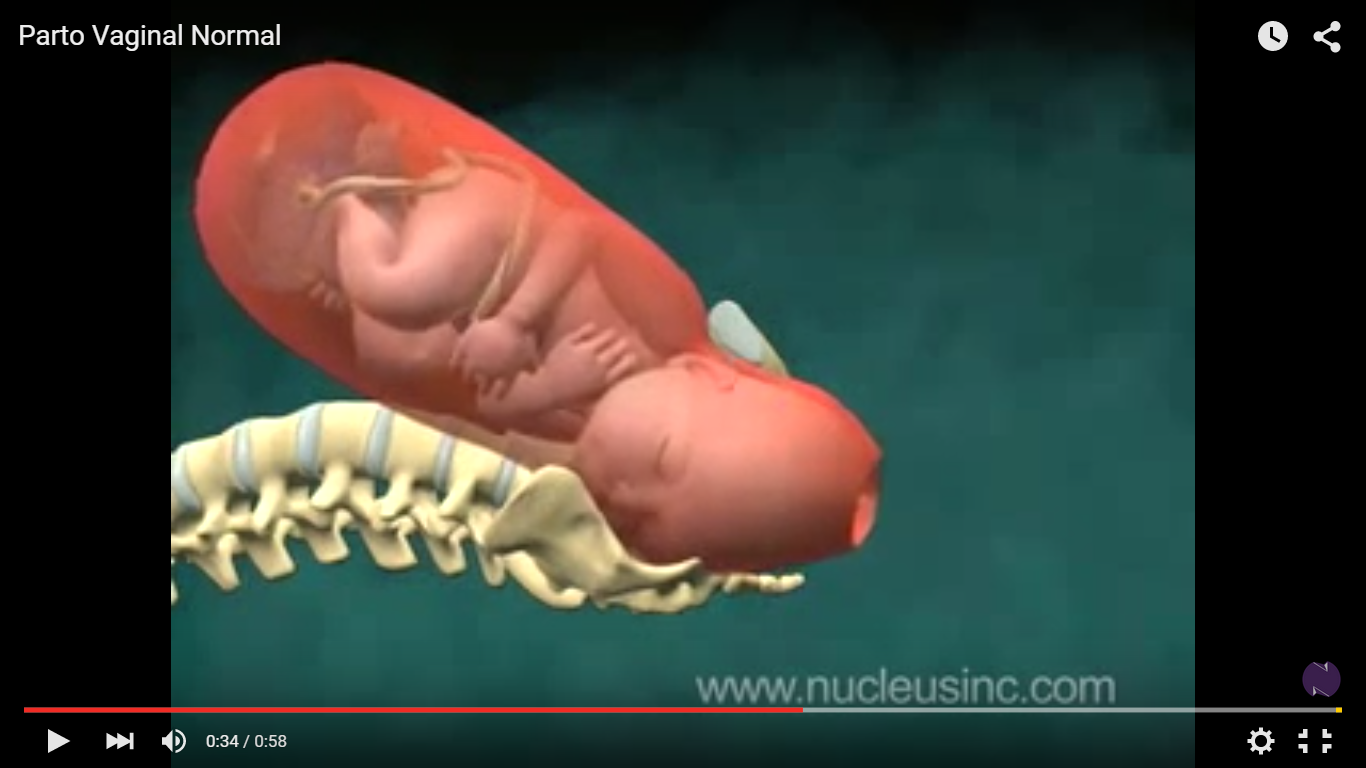 Parto Vaginal Normal
www.nucleusinc.com
0:34 / 0:58